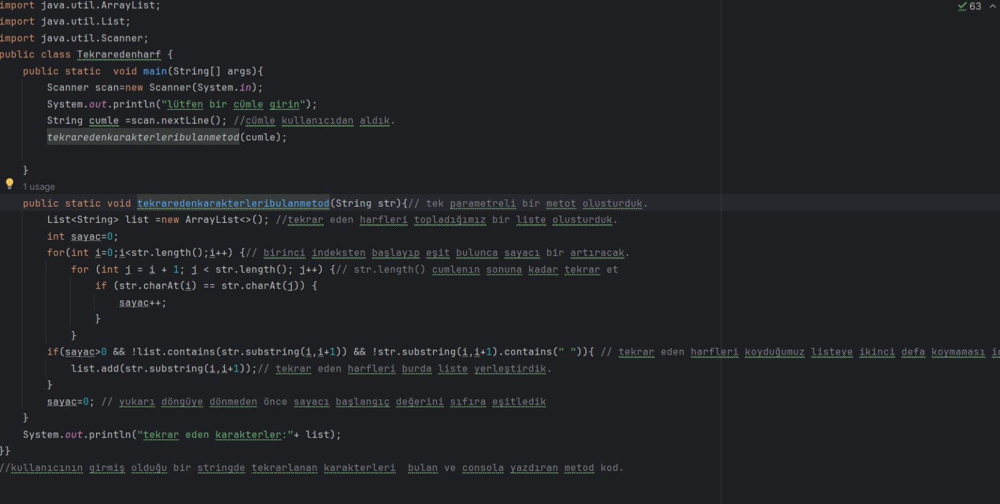 import java.util.ArrayList;
63
import java.util.List;
import java.util.Scanner;
public class Tekraredenharf {
public static  void main(String[] args){
Scanner scan=new Scanner(System.in);
System.out.println("lütfen bir cümle girin");
String cumle =scan.nextLine(); //cümle kullanıcıdan aldık.
tekraredenkarakterleribulanmetod(cumle);
}
1 usage
public static void tekraredenkarakterleribulanmetod(String str){// tek parametreli bir metot olusturduk.
List<String> list =new ArrayList<>(); //tekrar eden harfleri topladığımız bir liste olusturduk.
int sayac=0;
for(int i=0;i<str.length();i++) {// birinci indeksten başlayıp eşit bulunca sayacı bir artıracak.
for (int j = i + 1; j < str.length(); j++) {// str.length() cumlenın sonuna kadar tekrar et
if (str.charAt(i) == str.charAt(j)) {
sayac++;
}
}
if(sayac>0 && !list.contains(str.substring(i,i+1)) && !str.substring(i,i+1).contains(" ")){ // tekrar eden harfleri koyduğumuz listeye ikinci defa koymaması
list.add(str.substring(i,i+1));// tekrar eden harfleri burda liste yerleştirdik.
}
sayac=0; // yukarı döngüye dönmeden önce sayacı başlangıç değerini sıfıra eşitledik
}
System.out.println("tekrar eden karakterler:"+ list);
}}
//kullanıcının girmiş olduğu bir stringde tekrarlanan karakterleri  bulan ve consola yazdıran metod kod.